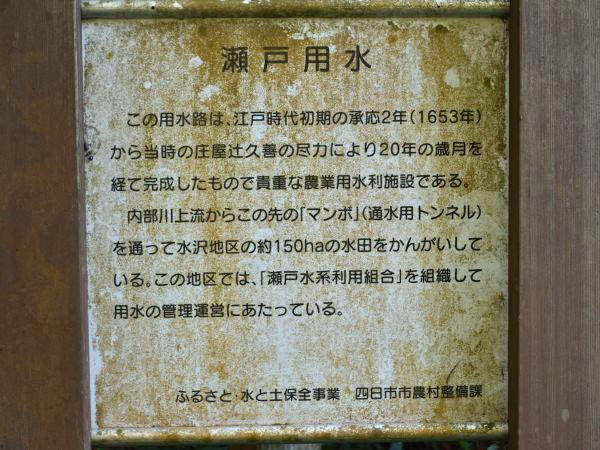 瀬戸用水
この用水路は、江戸時代初期の承応2年(1653年)
から当時の庄屋辻久善の尽力により20年の歳月を
経て完成したもので貴重な農業用水利施設である。
内部川上流からこの先の「マンボ」(通水用トンネル)
を通って水沢地区の約150haの水田をかんがいして
いる。この地区では、「瀬戸水系利用組合」を組織して
用水の管理運営にあたっている。
ふるさと・水と土保全事業 四日市市農村整備課